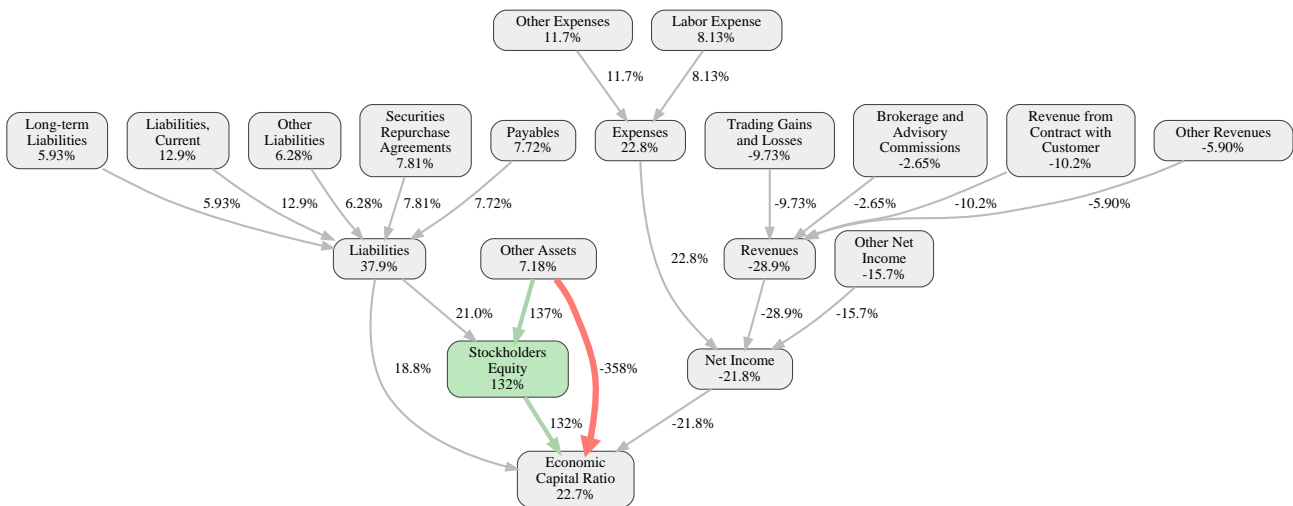 Other Expenses
11.7%
Labor Expense
8.13%
11.7%
8.13%
Long-term
Liabilities
5.93%
Liabilities,
Current
12.9%
Other
Liabilities
6.28%
Securities
Repurchase
Agreements
7.81%
Payables
7.72%
Expenses
22.8%
Trading Gains
and Losses
-9.73%
Brokerage and
Advisory
Commissions
-2.65%
Revenue from
Contract with
Customer
-10.2%
Other Revenues
-5.90%
5.93%
12.9%
6.28%
7.81%
7.72%
-9.73%
-2.65%
-10.2%
-5.90%
Liabilities
37.9%
Other Assets
7.18%
22.8%
Revenues
-28.9%
Other Net
Income
-15.7%
21.0%
137%
-28.9%
-15.7%
18.8%
Stockholders
Equity
132%
-358%
Net Income
-21.8%
132%
-21.8%
Economic
Capital Ratio
22.7%